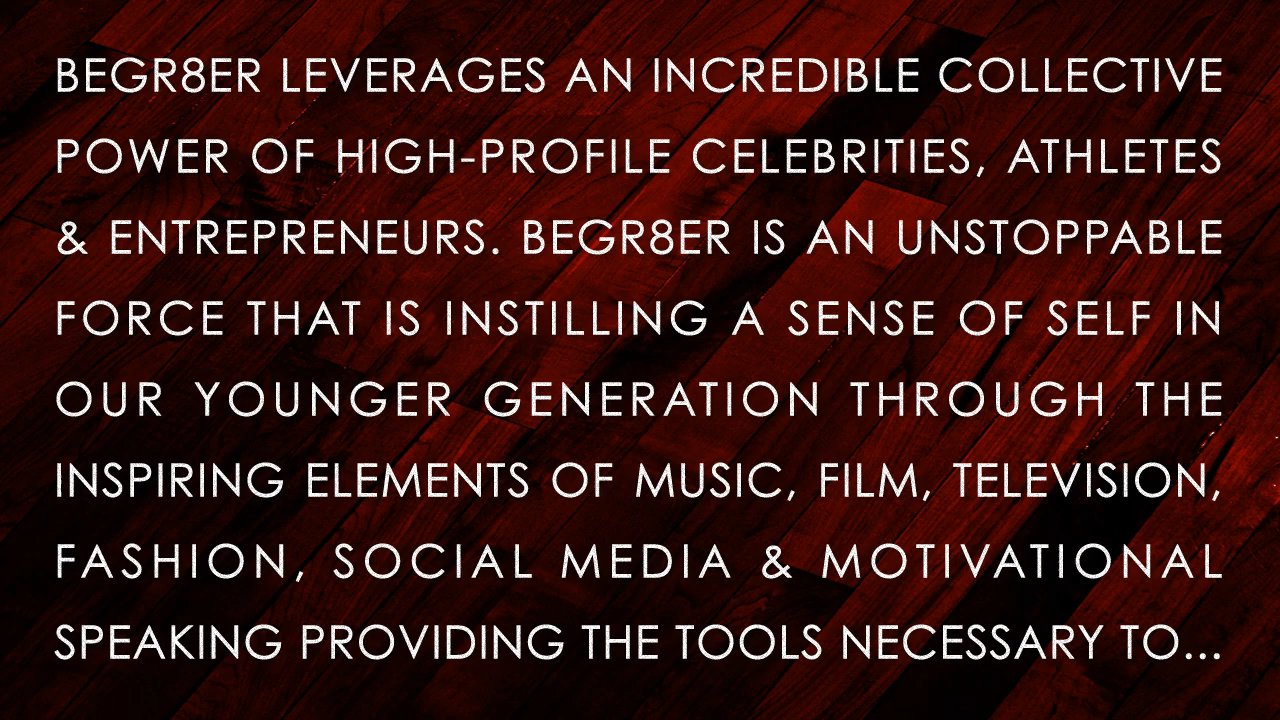 BEGR8ER LEVERAGES AN INCREDIBLE COLLECTIVE
POWER OF HIGH-PROFILE CELEBRITIES, ATHLETES
& ENTREPRENEURS. BEGR8ER IS AN UNSTOPPABLE
FORCE THAT IS INSTILLING A SENSE OF SELF IN
OUR YOUNGER GENERATION THROUGH THE
INSPIRING ELEMENTS OF MUSIC, FILM, TELEVISION,
FASHION, SOCIAL MEDIA & MOTIVATIONAL
SPEAKING PROVIDING THE TOOLS NECESSARY TO...